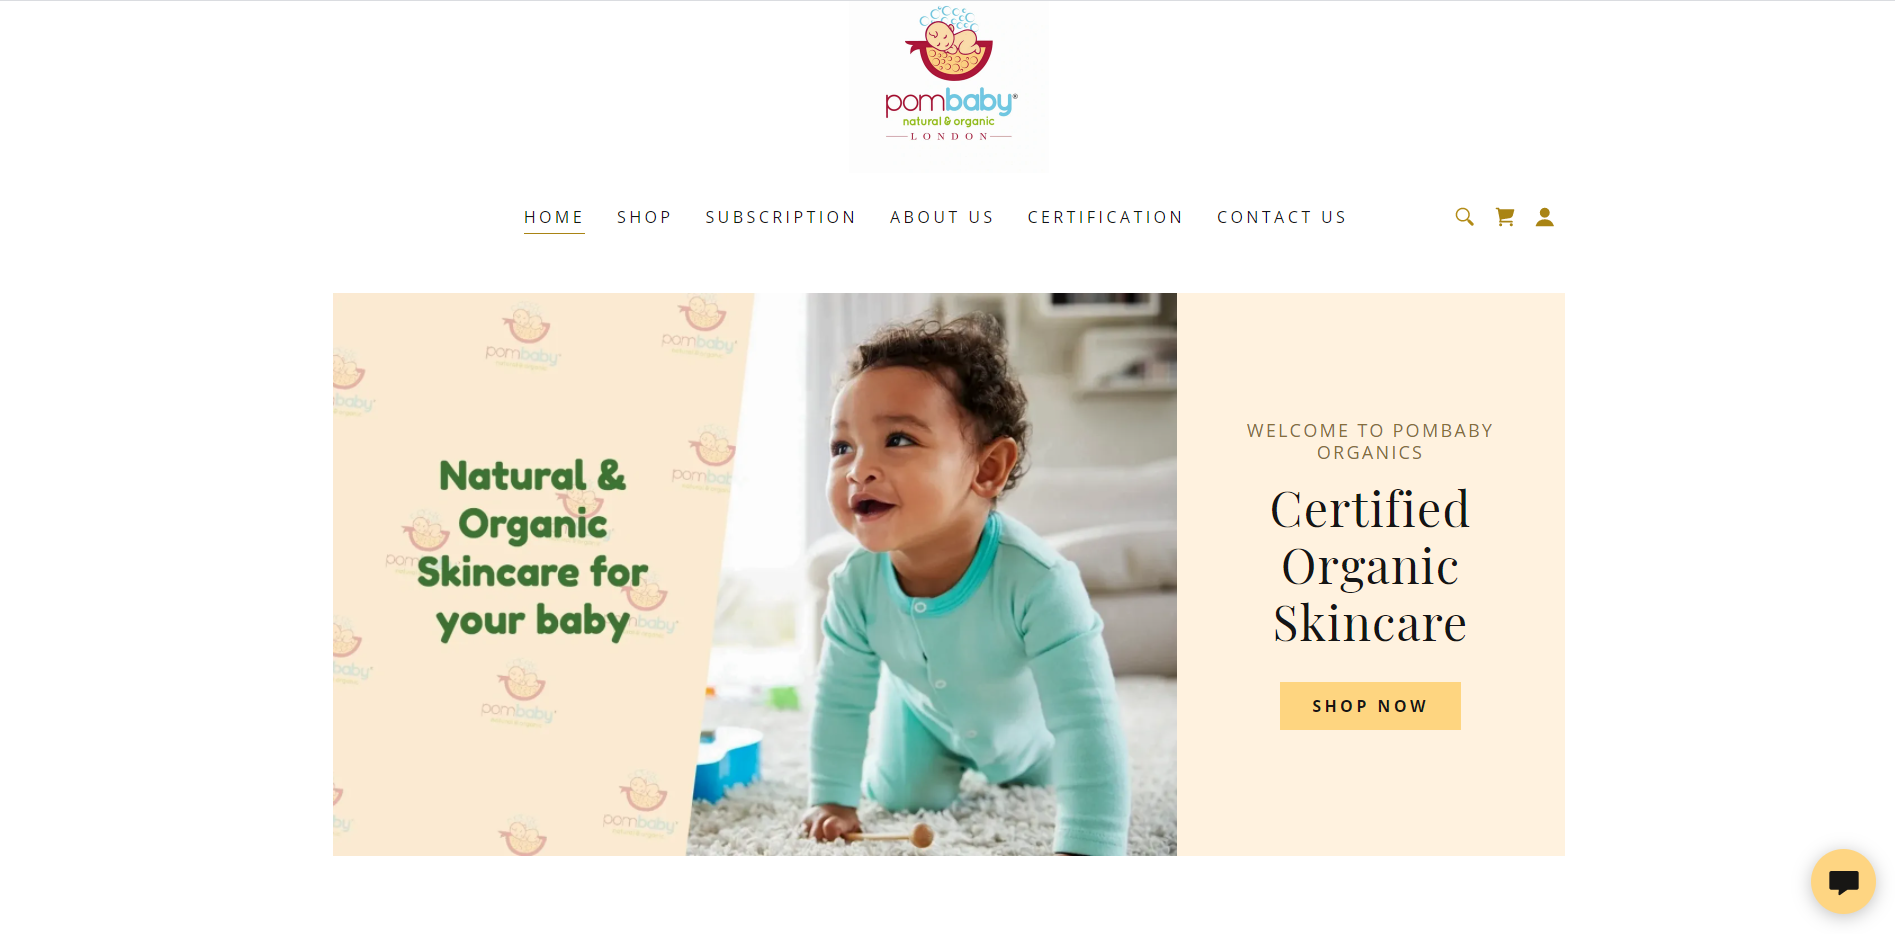 pombaby®
natural & organic
LONDON
HOME
SHOP
SUBSCRIPTION
ABOUT US
CERTIFICATION
CONTACT US
Natural &
Organic
Skincare for
your baby
WELCOME TO POMBABY
ORGANICS
Certified
Organic
Skincare
SHOP NOW